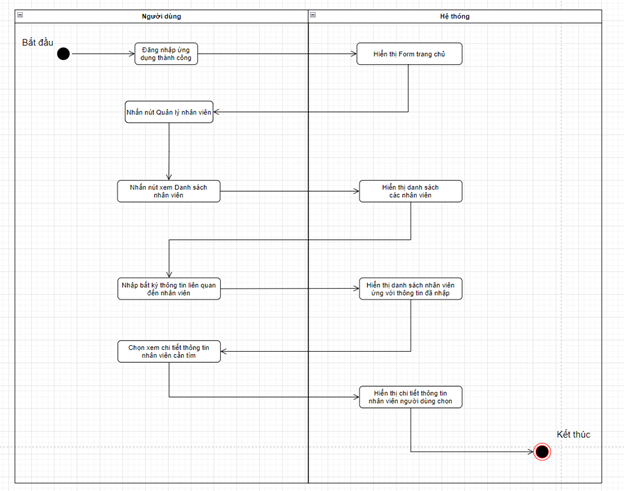 Người dùng
Hệ thống
Bắt đầu
Đăng nhập ứng
dụng thành công
Hiển thị Form trang chủ
Nhấn nút Quản lý nhân viên
Nhấn nút xem Danh sách
nhân viên
Hiển thị danh sách
các nhân viên
Nhập bất kỳ thông tin liên quan
đến nhân viên
Hiển thị danh sách nhân viên
ứng với thông tin đã nhập
Chọn xem chi tiết thông tin
nhân viên cần tìm
Hiển thị chi tiết thông tin
nhân viên người dùng chọn
Kết thúc